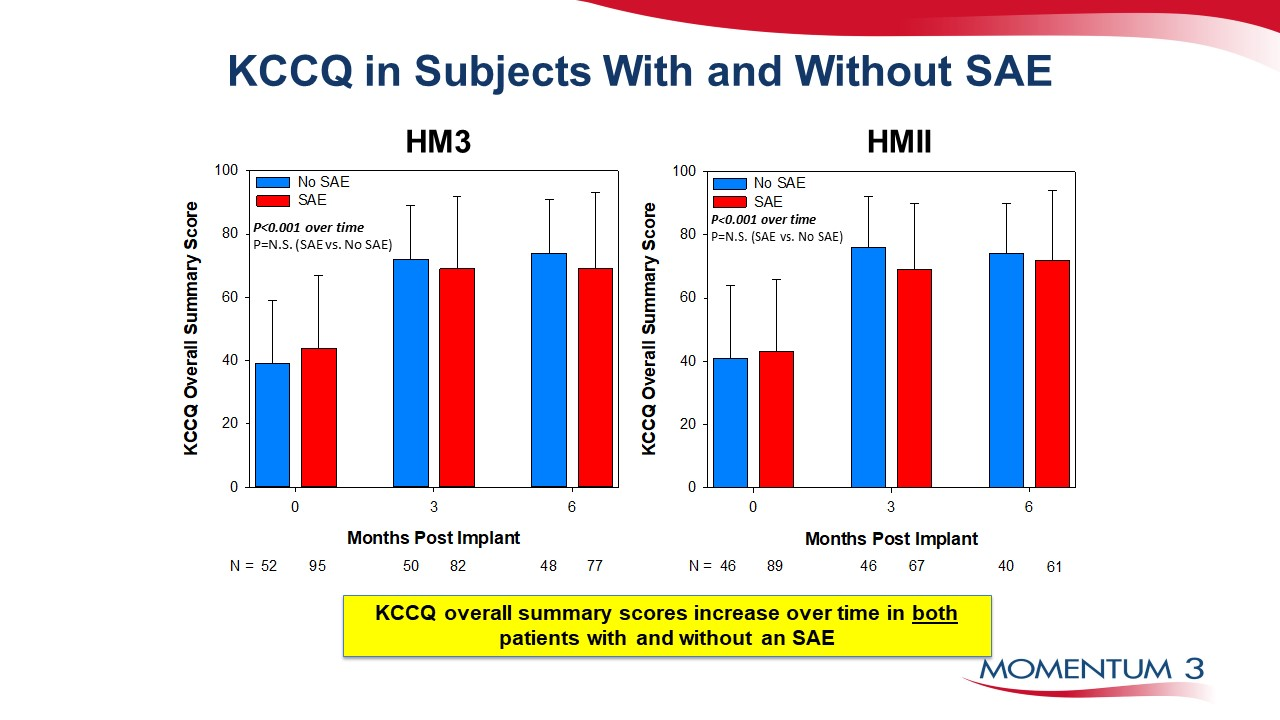 KCCQ in Subjects With and Without SAE
HM3
100
80
60
40
20
0
KCCQ Overall Summary Score
No SAE
SAE
P<0.001 over time
P=N.S. (SAE vs. No SAE)
0 3 6
Months Post Implant
N = 52 95 50 82 48 77
HMII
100
80
60
40
20
0
KCCQ Overall Summary Score
No SAE
SAE
P<0.001 over time
P=N.S. (SAE vs. No SAE)
0 3 6
Months Post Implant
N = 46 89 46 67 40 61
KCCQ overall summary scores increase over time in both
patients with and without an SAE
MOMENTUM 3